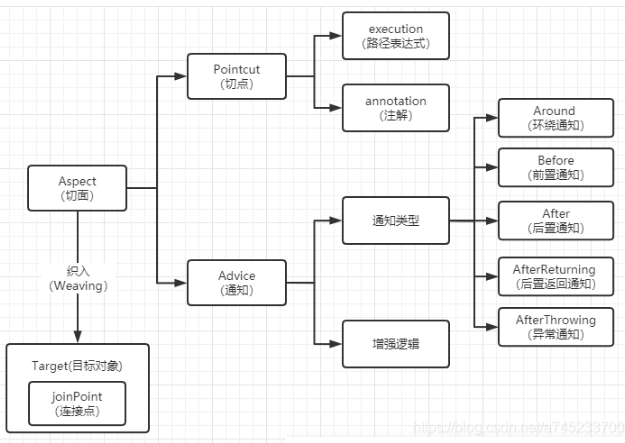 execution
（路径表达式）
Pointcut
（切点）
annotation
（注解）
Around
（环绕通知）
Before
（前置通知）
Aspect
（切面）
通知类型
After
（后置通知）
织入
（Weaving）
Advice
（通知）
AfterReturning
（后置返回通知）
AfterThrowing
（异常通知）
增强逻辑
Target(目标对象)
joinPoint
（连接点）
https://blog.csdn.net/a745233700